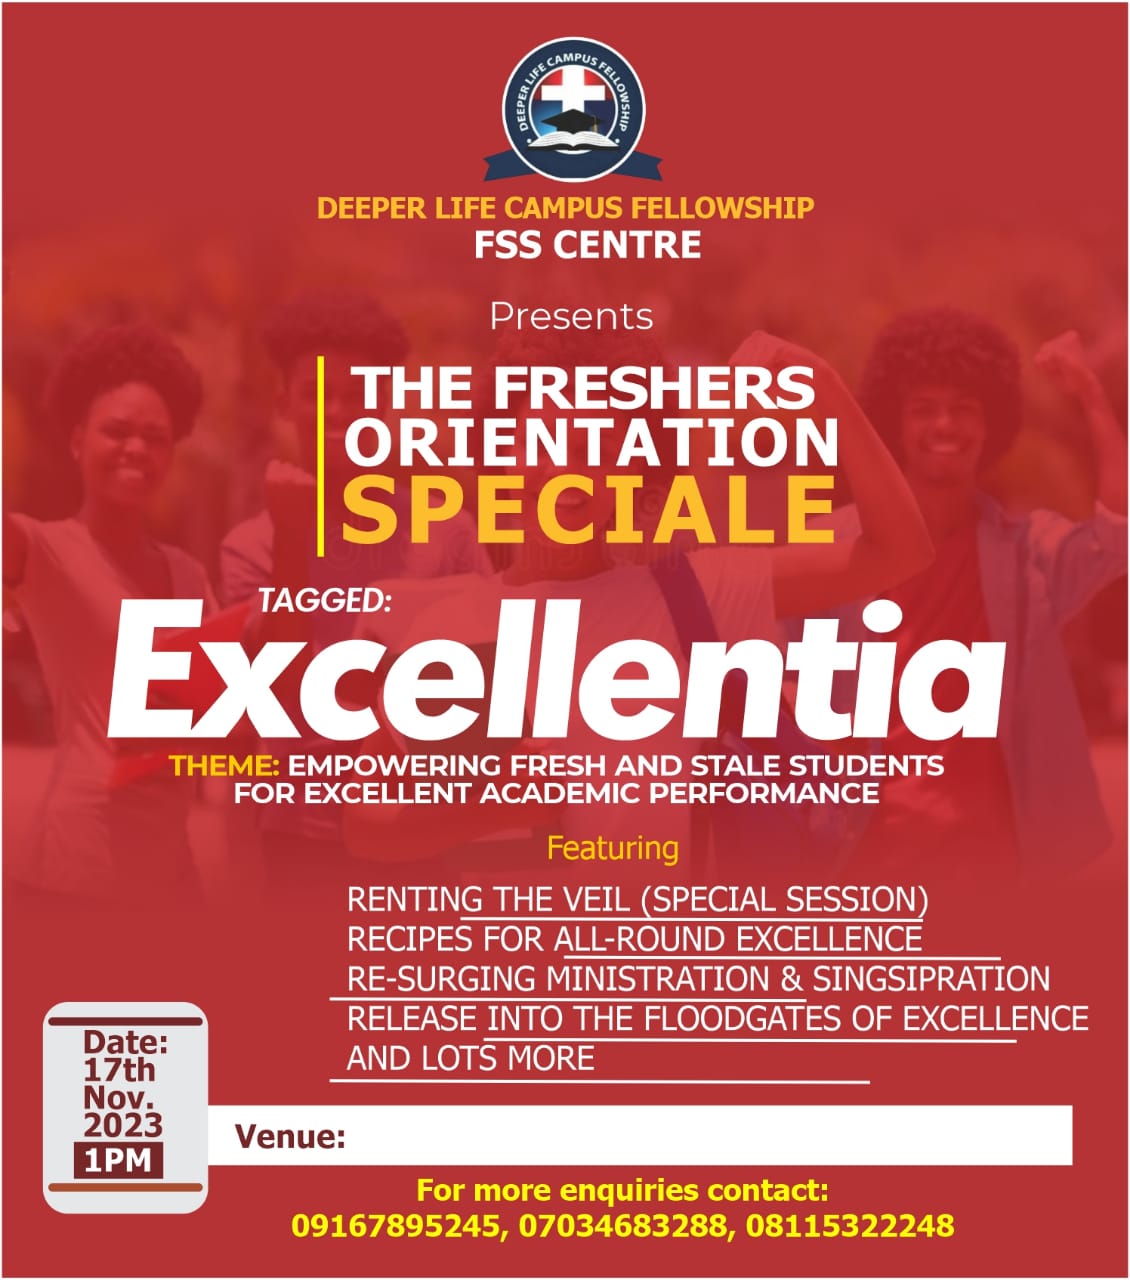 DEEPER LIFE CAMPUS FELLOWSHIP
DEEPER LIFE CAMPUS FELLOWSHIP
FSS CENTRE
Presents
THE FRESHERS
ORIENTATION
SPECIALE
TAGGED:
Excellentia
THEME: EMPOWERING FRESH AND STALE STUDENTS
FOR EXCELLENT ACADEMIC PERFORMANCE
Featuring
RENTING THE VEIL (SPECIAL SESSION)
RECIPES FOR ALL-ROUND EXCELLENCE
RE-SURGING MINISTRATION & SINGSIPRATION
RELEASE INTO THE FLOODGATES OF EXCELLENCE
AND LOTS MORE
Date:
17th
Nov.
2023
1PM
Venue:
For more enquiries contact:
09167895245, 07034683288, 08115322248